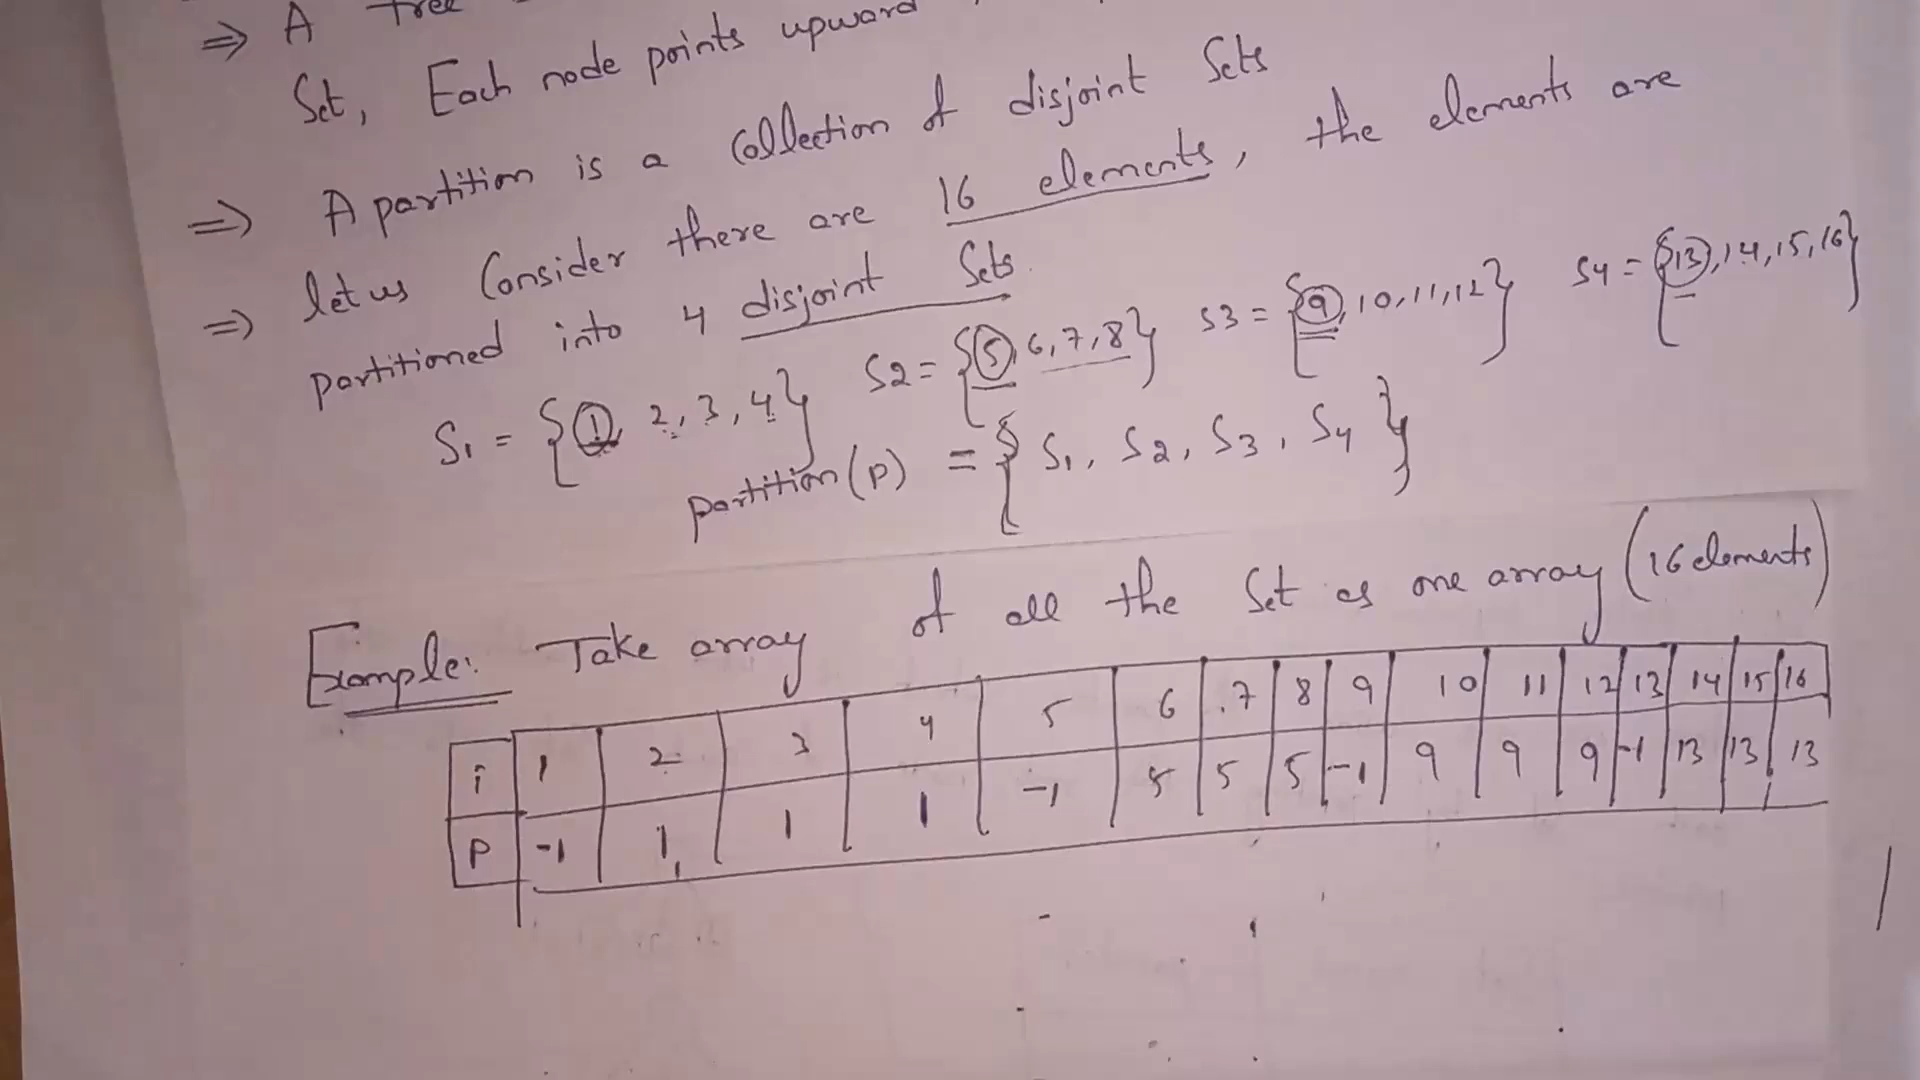 ⇒ A Tree
Set, Each node points upward
⇒ A partition is a collection of disjoint Sets
⇒ let us Consider there are 16 elements, the elements are
partitioned into 4 disjoint Sets.
S1 = {1, 2, 3, 4} S2 = {5, 6, 7, 8} S3 = {9, 10, 11, 12} S4 = {13, 14, 15, 16}
partition (P) = { S1, S2, S3, S4 }
Example: Take array of all the Set as one array (16 elements)
i 1 2 3 4 5 6 7 8 9 10 11 12 13 14 15 16
P -1 1 1 1 -1 5 5 5 -1 9 9 9 -1 13 13 13